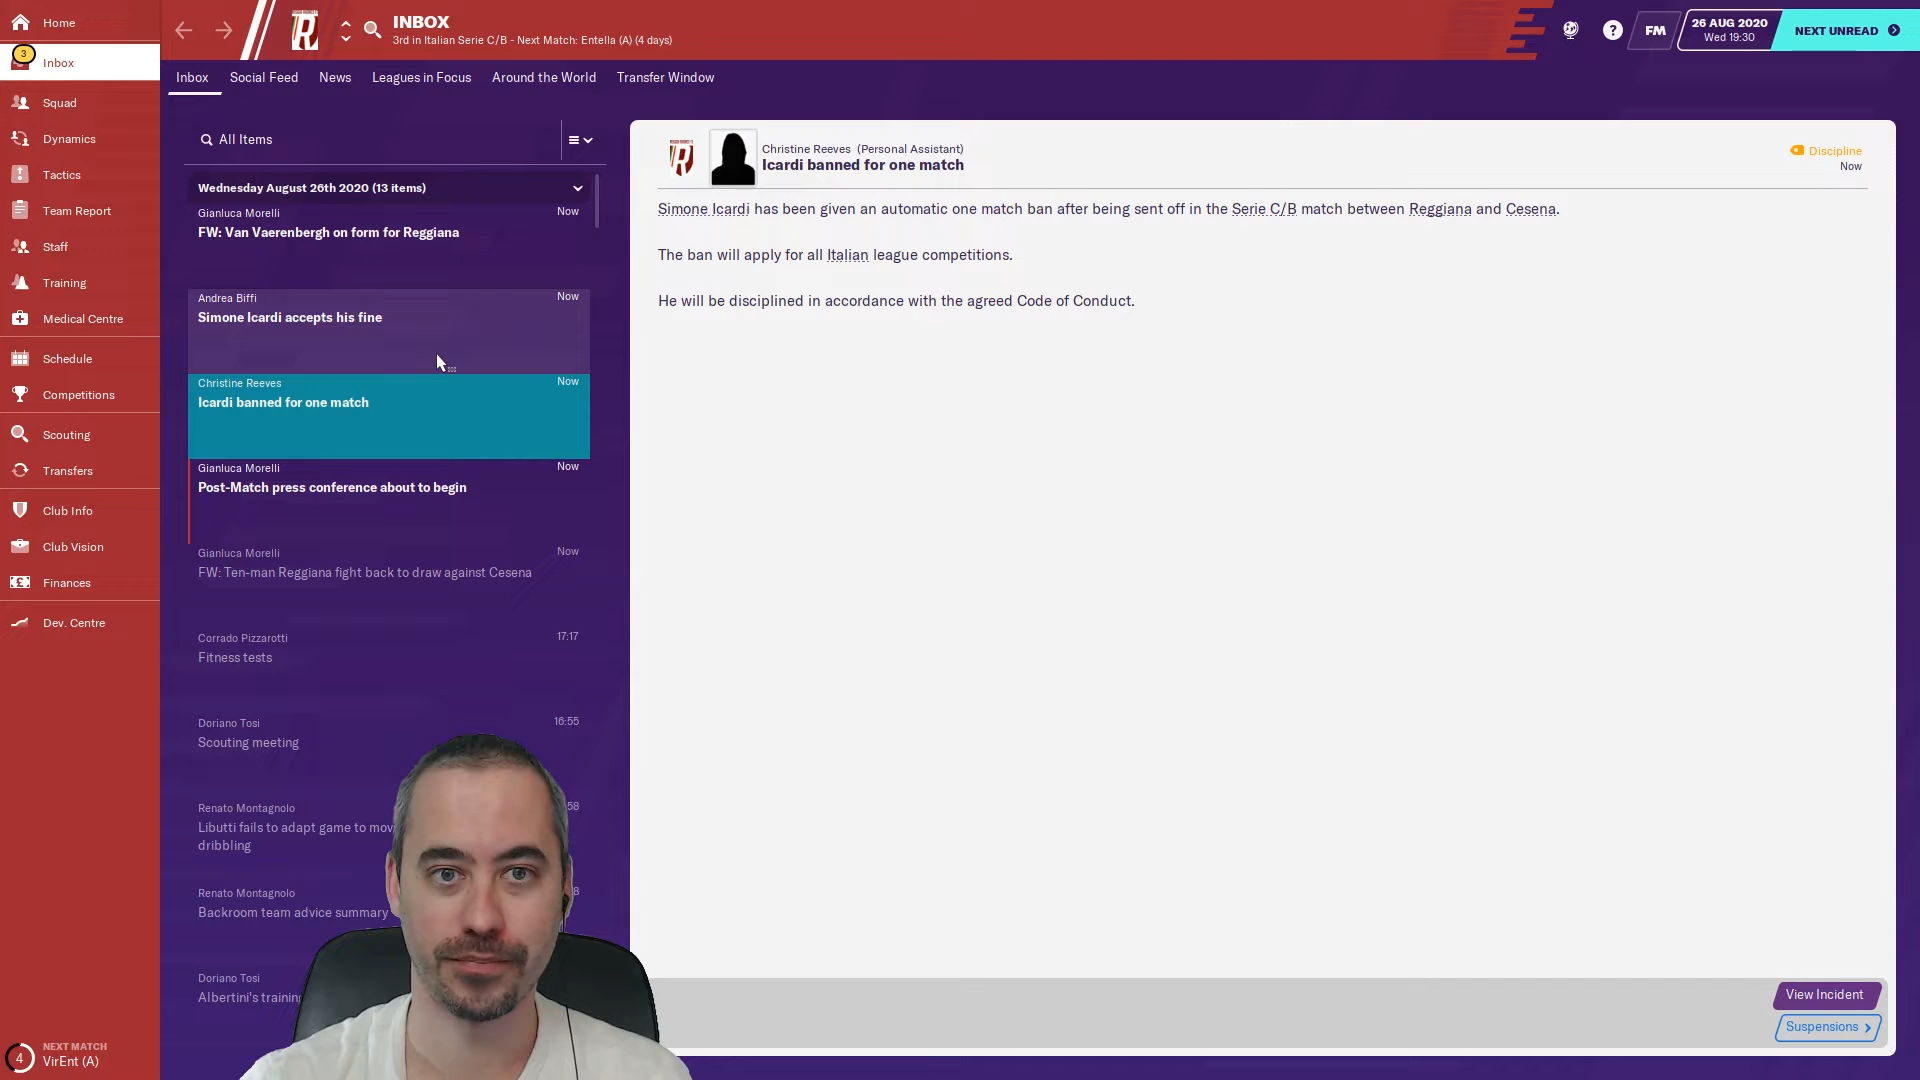 Home
Inbox
3
Squad
Dynamics
Tactics
Team Report
Staff
Training
Medical Centre
Schedule
Competitions
Scouting
Transfers
Club Info
Club Vision
Finances
Dev. Centre
4
NEXT MATCH
VirEnt (A)
R
INBOX
3rd in Italian Serie C/B - Next Match: Entella (A) (4 days)
?
FM
26 AUG 2020
Wed 19:30
NEXT UNREAD
Inbox Social Feed News Leagues in Focus Around the World Transfer Window
All Items
Wednesday August 26th 2020 (13 items)
Gianluca Morelli Now
FW: Van Vaerenbergh on form for Reggiana
Andrea Biffi Now
Simone Icardi accepts his fine
Christine Reeves Now
Icardi banned for one match
Gianluca Morelli Now
Post-Match press conference about to begin
Gianluca Morelli Now
FW: Ten-man Reggiana fight back to draw against Cesena
Corrado Pizzarotti 17:17
Fitness tests
Doriano Tosi 16:55
Scouting meeting
Renato Montagnolo 58
Libutti fails to adapt game to mov
dribbling
Renato Montagnolo 8
Backroom team advice summary
Doriano Tosi
Albertini's training
R
Christine Reeves (Personal Assistant)
Icardi banned for one match
Discipline
Now
Simone Icardi has been given an automatic one match ban after being sent off in the Serie C/B match between Reggiana and Cesena.
The ban will apply for all Italian league competitions.
He will be disciplined in accordance with the agreed Code of Conduct.
View Incident
Suspensions